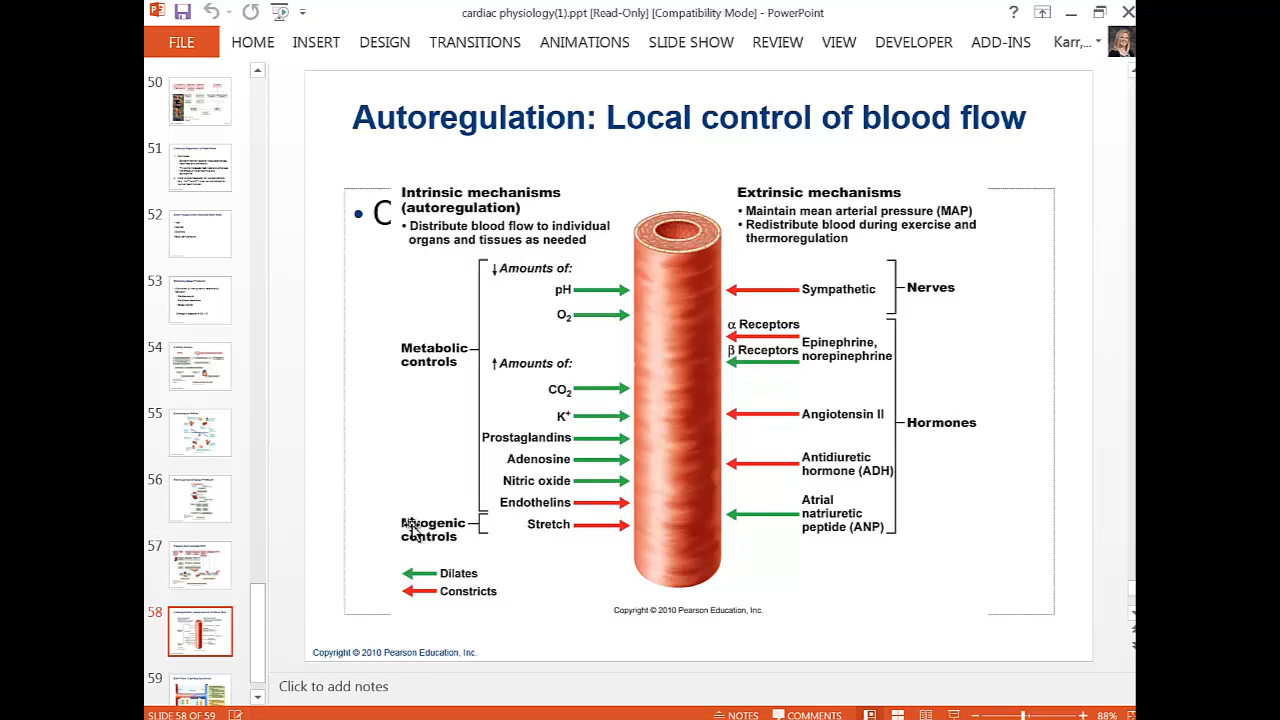 cardiac physiology(1).ppt [Read-Only] [Compatibility Mode] - PowerPoint
FILE HOME INSERT DESIGN TRANSITIONS ANIMATIONS SLIDE SHOW REVIEW VIEW DEVELOPER ADD-INS Karr,...
50
51
52
53
54
55
56
57
58
59
Autoregulation: Local control of blood flow
• C
Intrinsic mechanisms
(autoregulation)
• Distribute blood flow to individual
organs and tissues as needed
↓ Amounts of:
pH
O2
Metabolic
controls
↑ Amounts of:
CO2
K+
Prostaglandins
Adenosine
Nitric oxide
Endothelins
Myogenic
controls
Stretch
Dilates
Constricts
Extrinsic mechanisms
• Maintain mean arterial pressure (MAP)
• Redistribute blood during exercise and
thermoregulation
Sympathetic
Nerves
α Receptors
β Receptors
Epinephrine,
norepinephrine
Angiotensin II
Hormones
Antidiuretic
hormone (ADH)
Atrial
natriuretic
peptide (ANP)
Copyright © 2010 Pearson Education, Inc.
Copyright © 2010 Pearson Education, Inc.
Click to add notes
SLIDE 58 OF 59 NOTES COMMENTS 88%